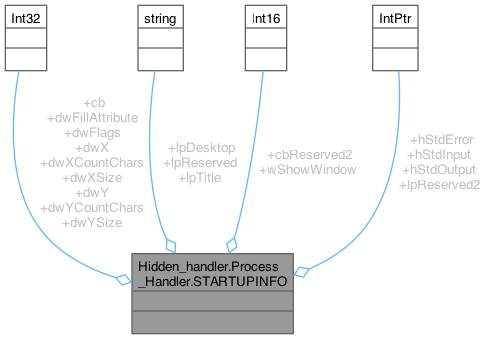 Int32
string
Int16
IntPtr
+cb
+dwFillAttribute
+dwFlags
+dwX
+dwXCountChars
+dwXSize
+dwY
+dwYCountChars
+dwYSize
+lpDesktop
+lpReserved
+lpTitle
+cbReserved2
+wShowWindow
+hStdError
+hStdInput
+hStdOutput
+lpReserved2
Hidden_handler.Process
_Handler.STARTUPINFO